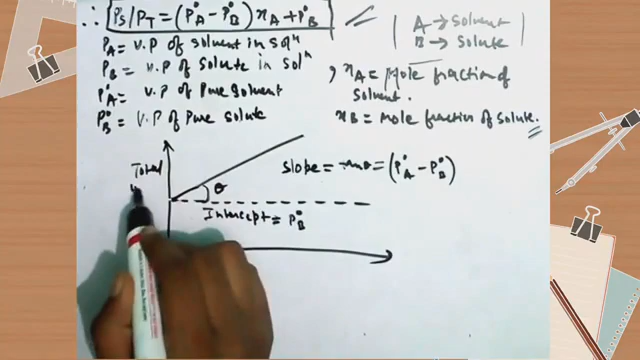 ∴ Ps/PT = (P°A − P°B) xA + P°B
A → Solvent
B → Solute
PA = V.P of Solvent in Solⁿ
PB = V.P of Solute in Solⁿ
P°A = V.P of Pure Solvent
P°B = V.P of Pure Solute
, xA = Mole fraction of
Solvent.
xB = Mole fraction of Solute.
Total
θ
Slope = tanθ = (P°A − P°B)
Intercept = P°B